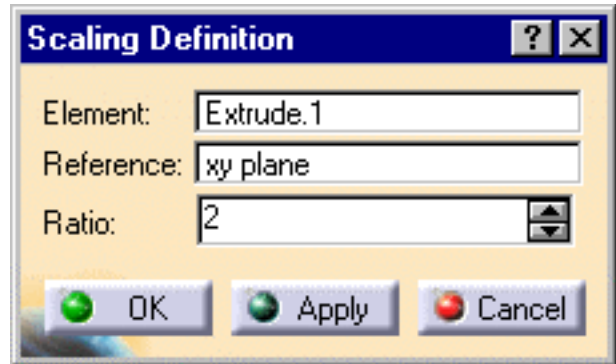 Scaling Definition ? X
Element: Extrude.1
Reference: xy plane
Ratio: 2
OK Apply Cancel